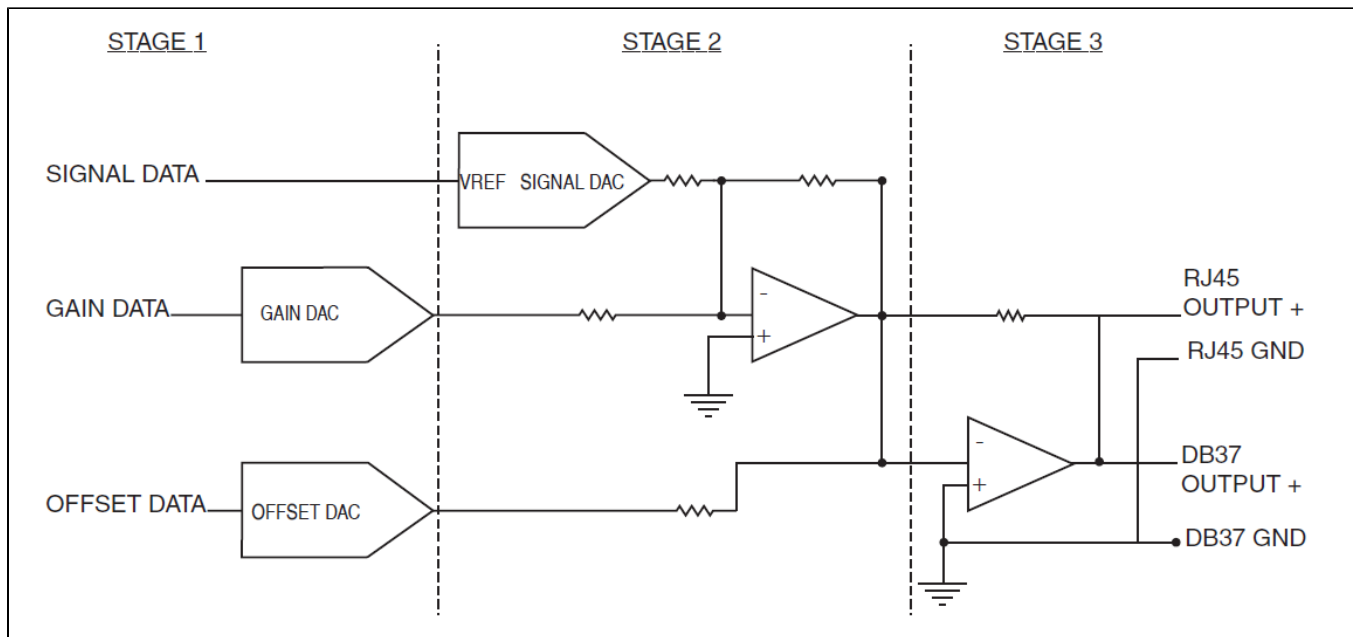 STAGE 1
STAGE 2
STAGE 3
SIGNAL DATA
VREF SIGNAL DAC
GAIN DATA
GAIN DAC
-
+
RJ45
OUTPUT +
RJ45 GND
OFFSET DATA
OFFSET DAC
-
+
DB37
OUTPUT +
DB37 GND